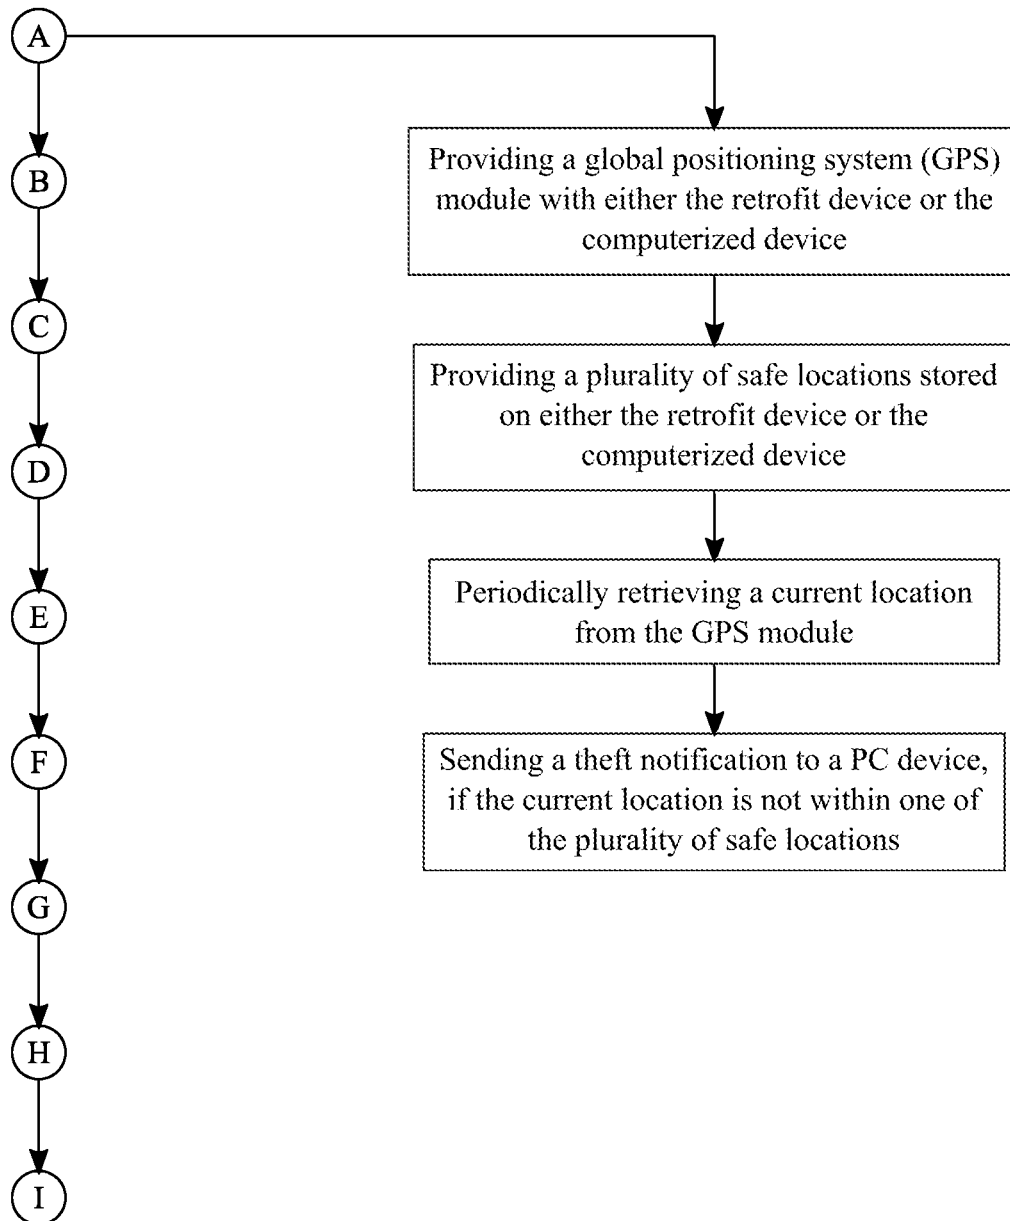 A
B
C
D
E
F
G
H
I
Providing a global positioning system (GPS)
module with either the retrofit device or the
computerized device
Providing a plurality of safe locations stored
on either the retrofit device or the
computerized device
Periodically retrieving a current location
from the GPS module
Sending a theft notification to a PC device,
if the current location is not within one of
the plurality of safe locations